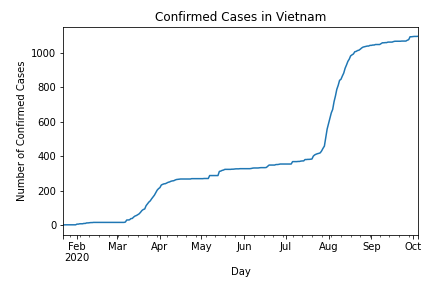 Confirmed Cases in Vietnam
Number of Confirmed Cases
1000
800
600
400
200
0
Feb Mar Apr May Jun Jul Aug Sep Oct
2020
Day